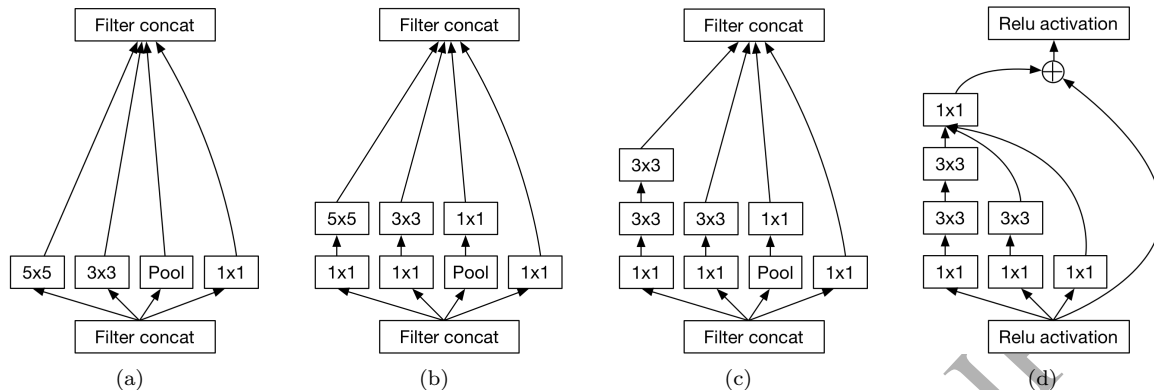 Filter concat
5x5 3x3 Pool 1x1
Filter concat
(a)
Filter concat
5x5 3x3 1x1
1x1 1x1 Pool 1x1
Filter concat
(b)
Filter concat
3x3
3x3 3x3 1x1
1x1 1x1 Pool 1x1
Filter concat
(c)
Relu activation
1x1
3x3
3x3 3x3
1x1 1x1 1x1
Relu activation
(d)